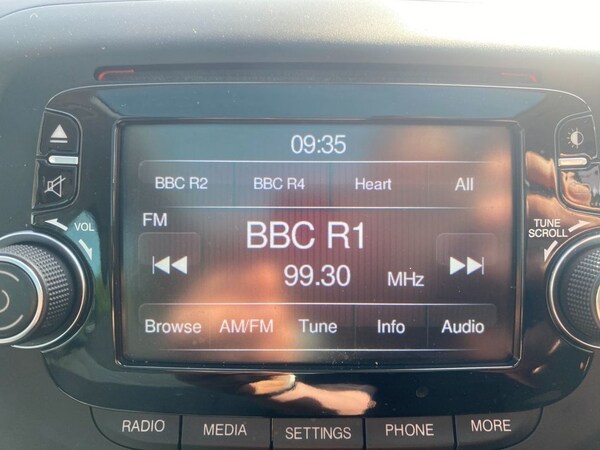 09:35
BBC R2 BBC R4 Heart All
FM
BBC R1
99.30 MHz
Browse AM/FM Tune Info Audio
VOL
TUNE
SCROLL
RADIO MEDIA SETTINGS PHONE MORE